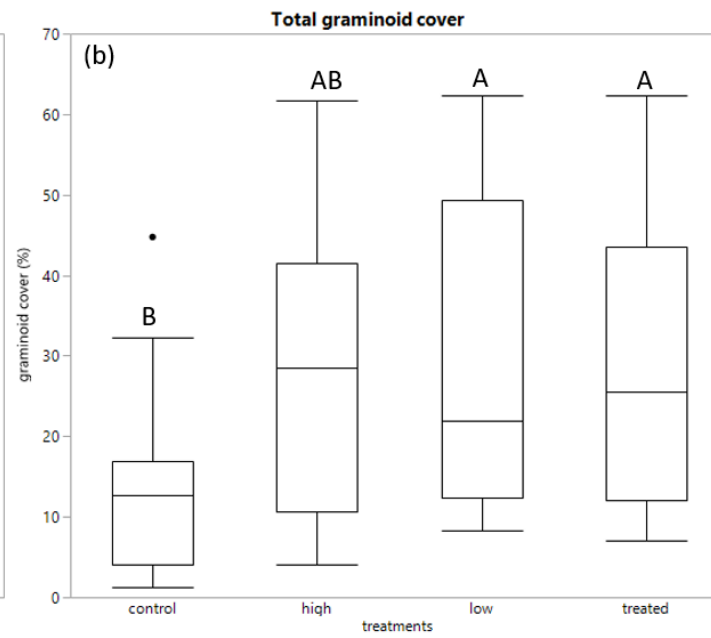 Total graminoid cover
(b)
70
60
50
40
30
20
10
0
graminoid cover (%)
B
AB
A
A
control
high
low
treated
treatments